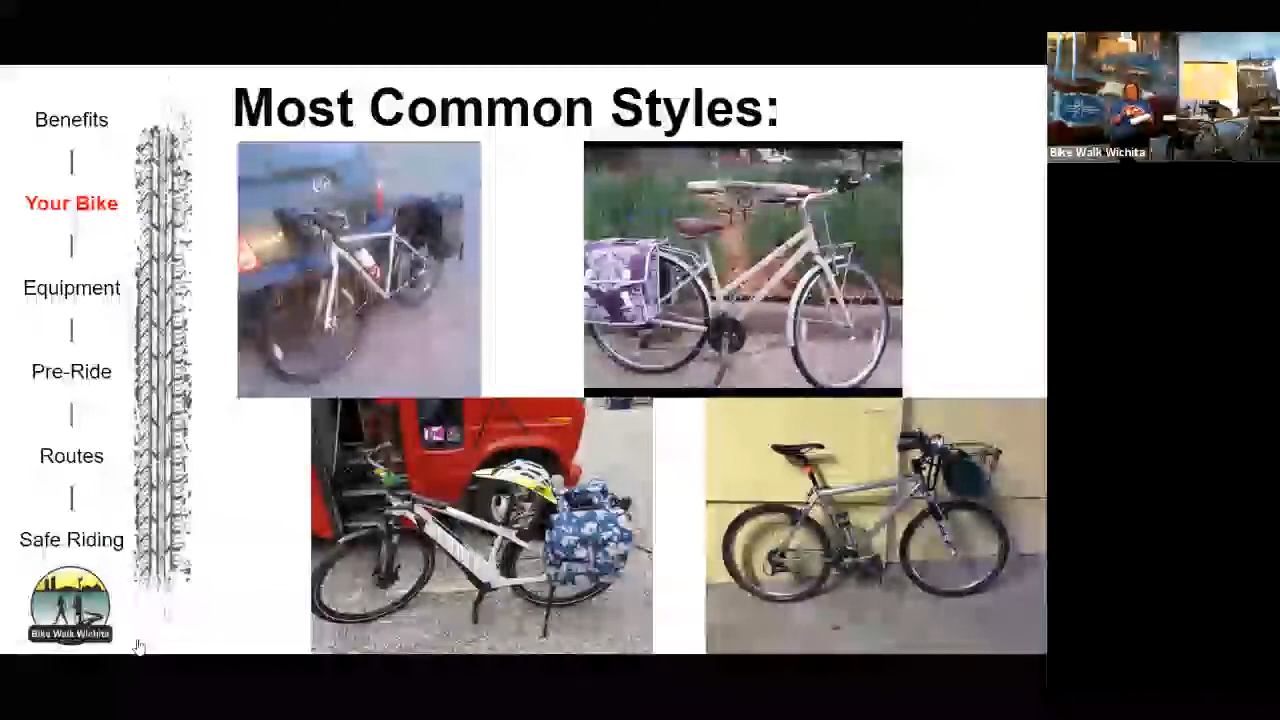 Most Common Styles:
Benefits
Your Bike
Equipment
Pre-Ride
Routes
Safe Riding
Bike Walk Wichita
Bike Walk Wichita